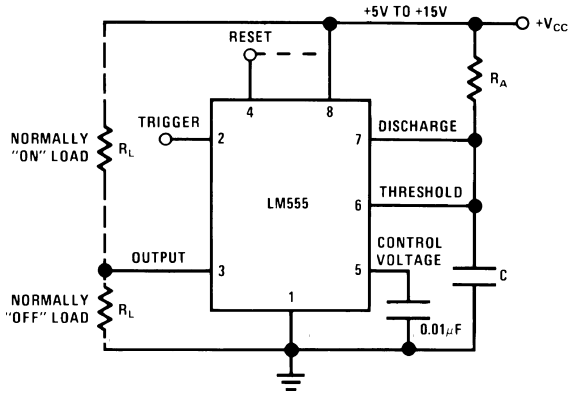 +5V TO +15V
+VCC
RESET
RA
4
8
TRIGGER
2
7
DISCHARGE
NORMALLY
"ON" LOAD
RL
LM555
6
THRESHOLD
CONTROL
VOLTAGE
OUTPUT
3
5
C
NORMALLY
"OFF" LOAD
RL
1
0.01μF